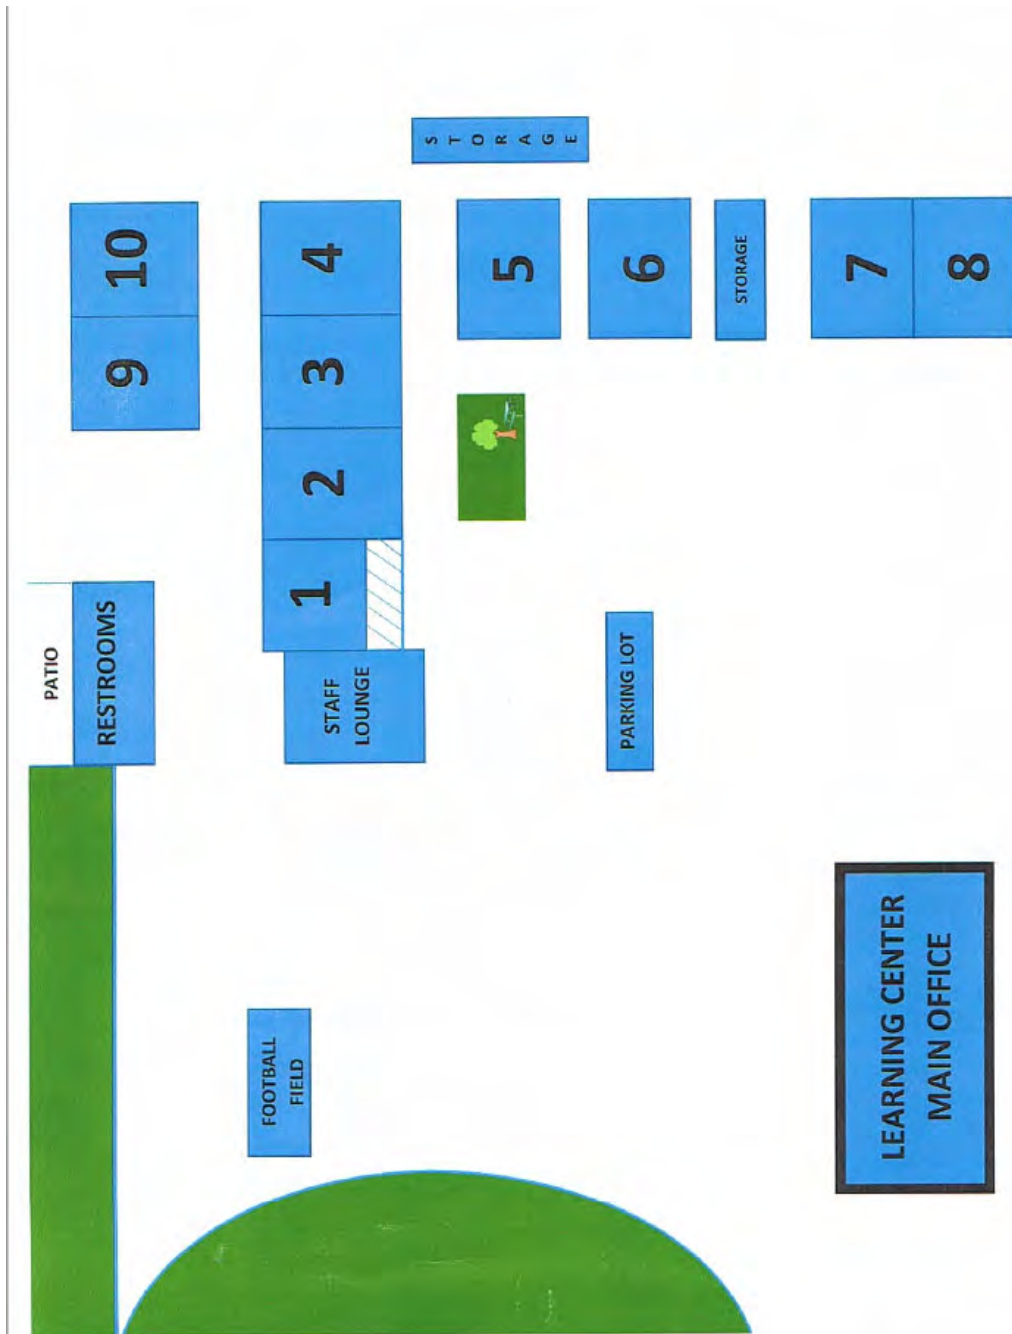 PATIO
RESTROOMS
9
10
1
2
3
4
STAFF
LOUNGE
FOOTBALL
FIELD
STORAGE
5
6
STORAGE
7
8
PARKING LOT
LEARNING CENTER
MAIN OFFICE